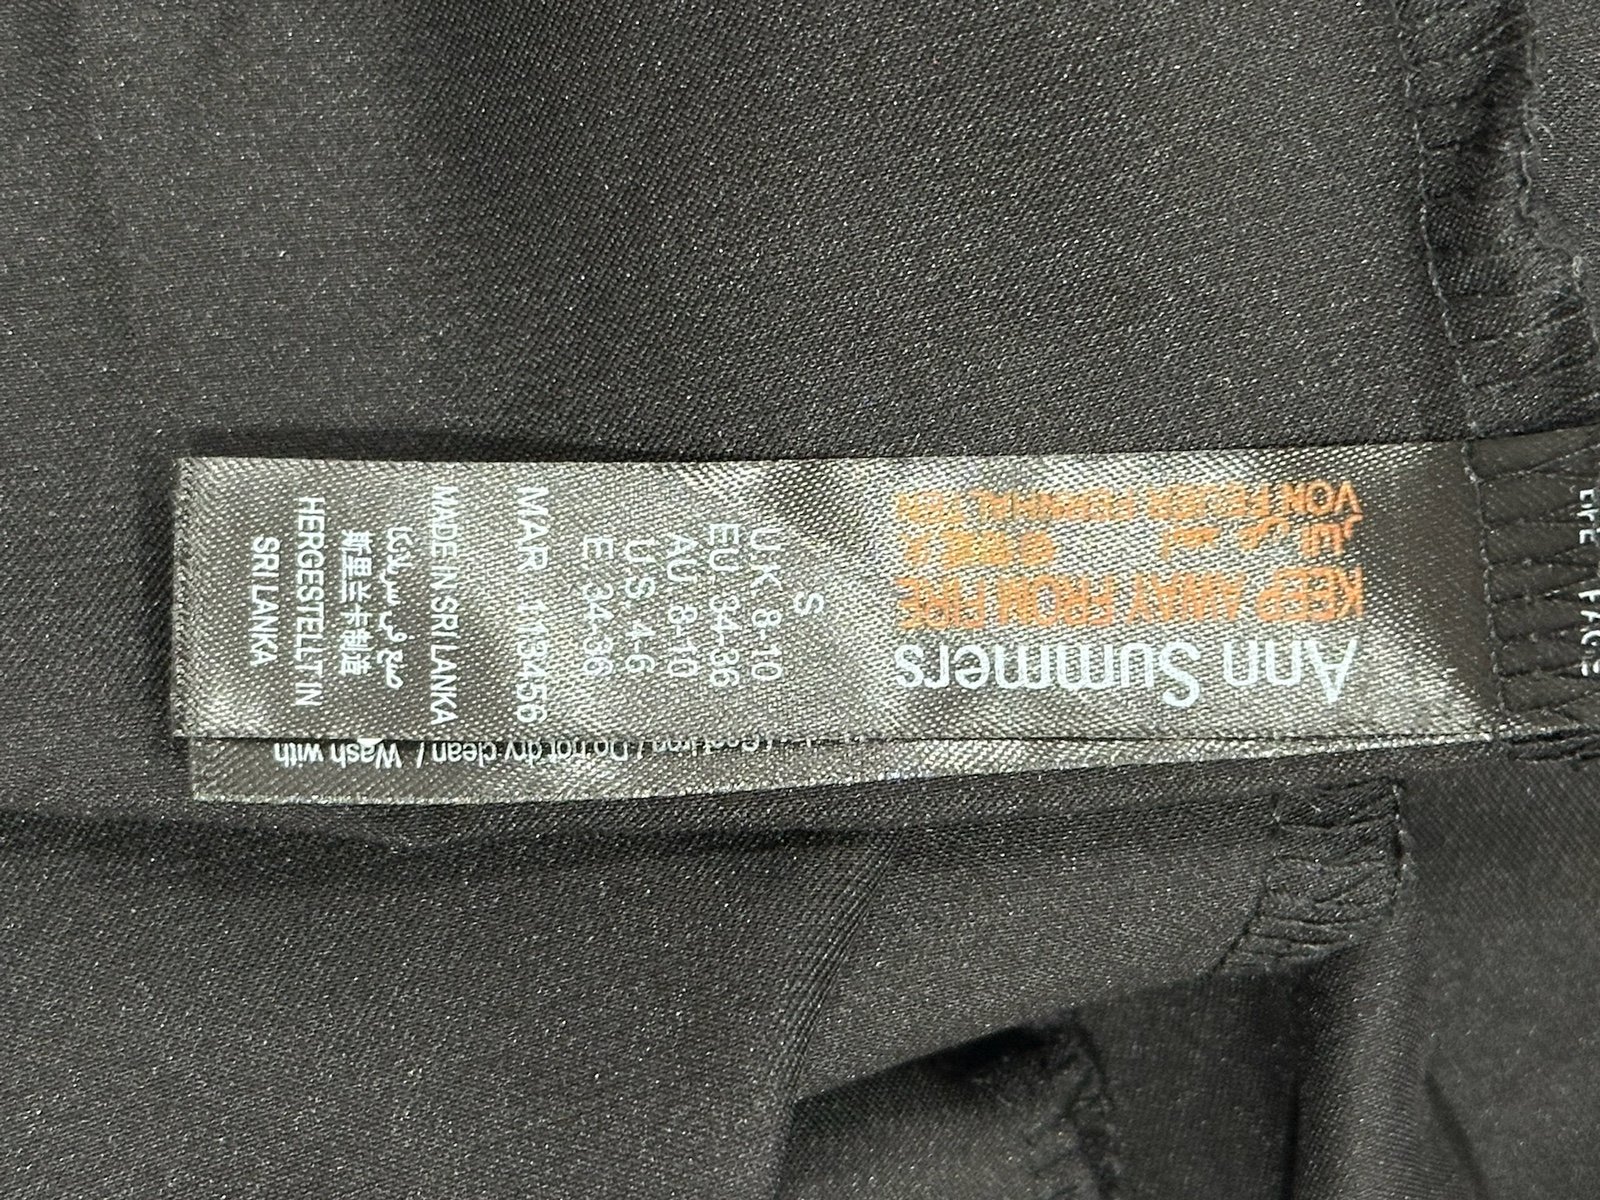 Ann Summers
KEEP AWAY FROM FIRE
VON FEUER FERNHALTEN
S
UK. 8-10
EU. 34-36
AU. 8-10
US. 4-6
E. 34-36
MAR 113456
MADE IN SRI LANKA
صنع في سريلانكا
斯里兰卡制造
HERGESTELLT IN
SRI LANKA
/ Do not dry clean / Wash with